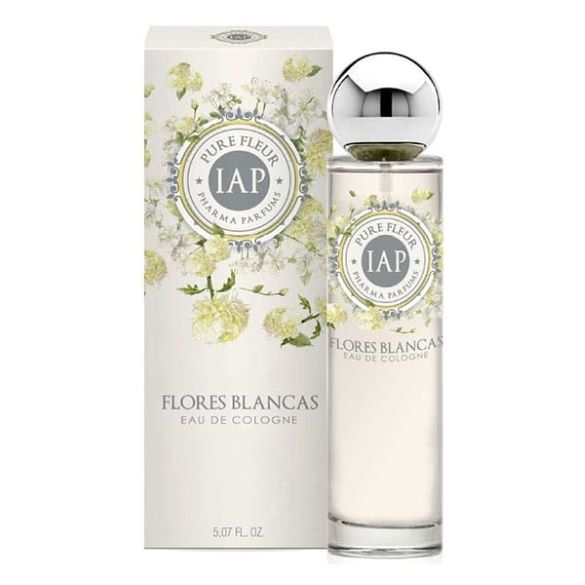 PURE FLEUR
IAP
PHARMA PARFUMS
FLORES BLANCAS
EAU DE COLOGNE
5,07 FL. OZ.
PURE FLEUR
IAP
PHARMA PARFUMS
FLORES BLANCAS
EAU DE COLOGNE